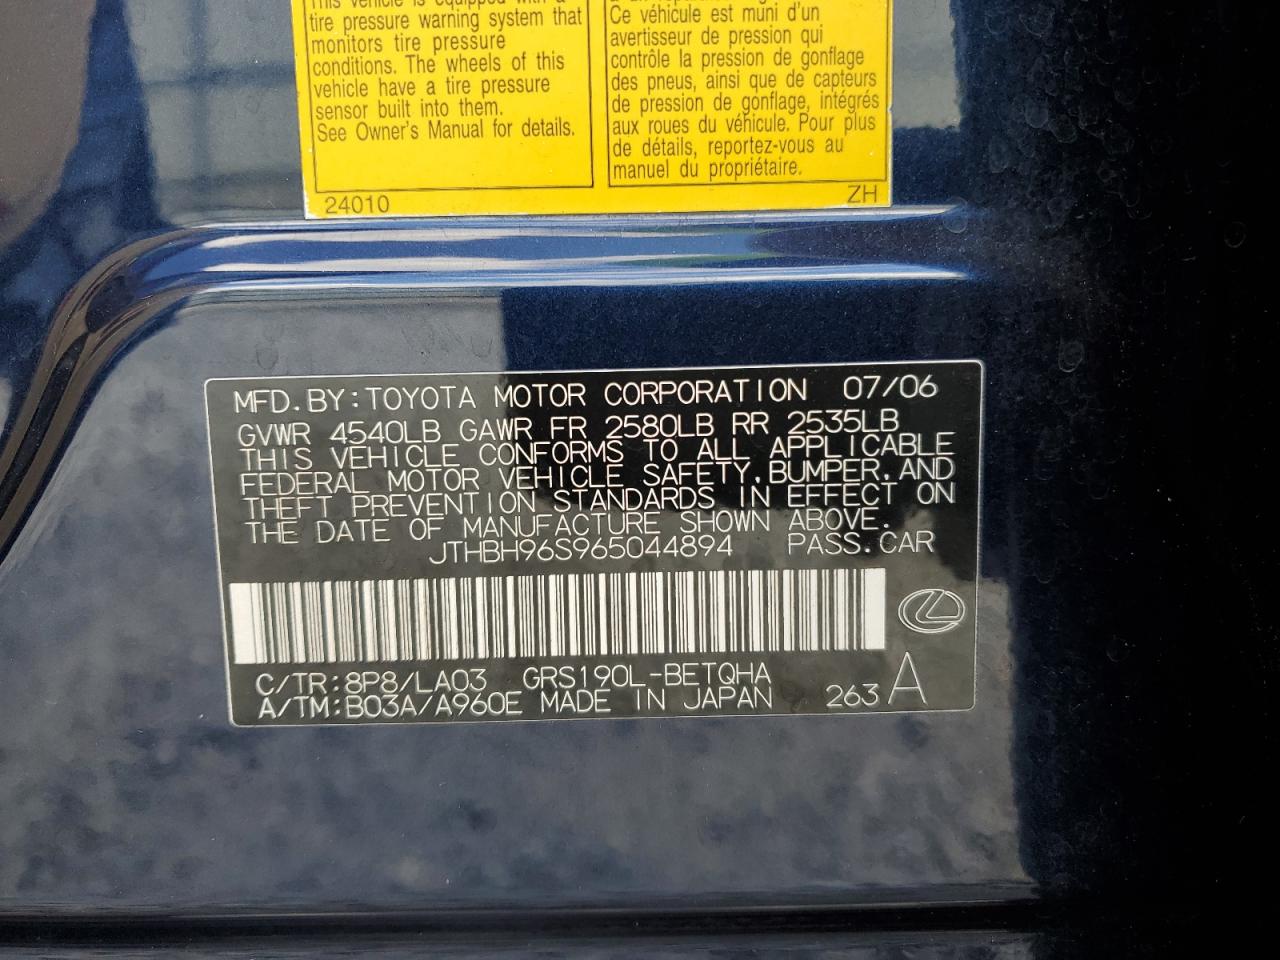 This vehicle is equipped with a
tire pressure warning system that
monitors tire pressure
conditions. The wheels of this
vehicle have a tire pressure
sensor built into them.
See Owner's Manual for details.
Ce véhicule est muni d'un
avertisseur de pression qui
contrôle la pression de gonflage
des pneus, ainsi que de capteurs
de pression de gonflage, intégrés
aux roues du véhicule. Pour plus
de détails, reportez-vous au
manuel du propriétaire.
24010
ZH
MFD.BY:TOYOTA MOTOR CORPORATION 07/06
GVWR 4540LB GAWR FR 2580LB RR 2535LB
THIS VEHICLE CONFORMS TO ALL APPLICABLE
FEDERAL MOTOR VEHICLE SAFETY,BUMPER,AND
THEFT PREVENTION STANDARDS IN EFFECT ON
THE DATE OF MANUFACTURE SHOWN ABOVE.
JTHBH96S965044894 PASS.CAR
C/TR:8P8/LA03 GRS190L-BETQHA
A/TM:B03A/A960E MADE IN JAPAN 263 A